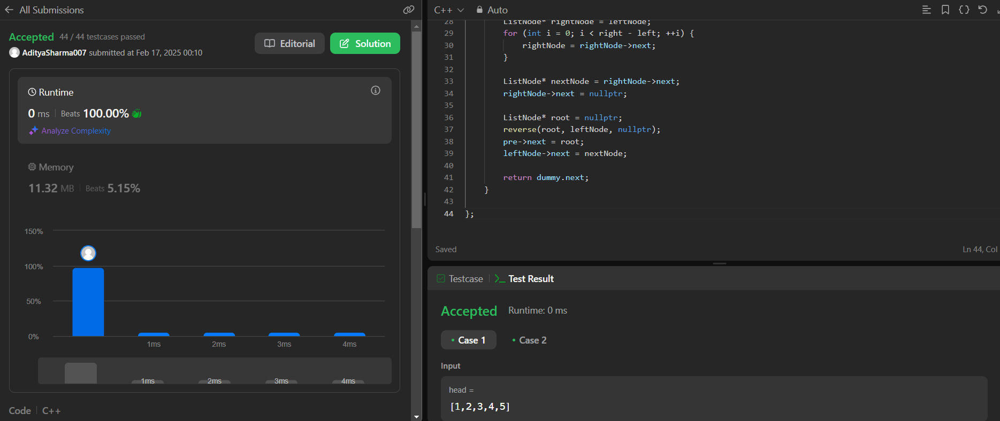 All Submissions
Accepted 44 / 44 testcases passed
AdityaSharma007 submitted at Feb 17, 2025 00:10
Editorial
Solution
Runtime
0 ms Beats 100.00%
Analyze Complexity
Memory
11.32 MB Beats 5.15%
150%
100%
50%
0%
1ms 2ms 3ms 4ms
1ms 2ms 3ms 4ms
Code C++
C++ Auto
28 ListNode* rightNode = leftNode;
29 for (int i = 0; i < right - left; ++i) {
30 rightNode = rightNode->next;
31 }
32
33 ListNode* nextNode = rightNode->next;
34 rightNode->next = nullptr;
35
36 ListNode* root = nullptr;
37 reverse(root, leftNode, nullptr);
38 pre->next = root;
39 leftNode->next = nextNode;
40
41 return dummy.next;
42 }
43
44 };
Saved Ln 44, Col
Testcase Test Result
Accepted Runtime: 0 ms
Case 1 Case 2
Input
head =
[1,2,3,4,5]